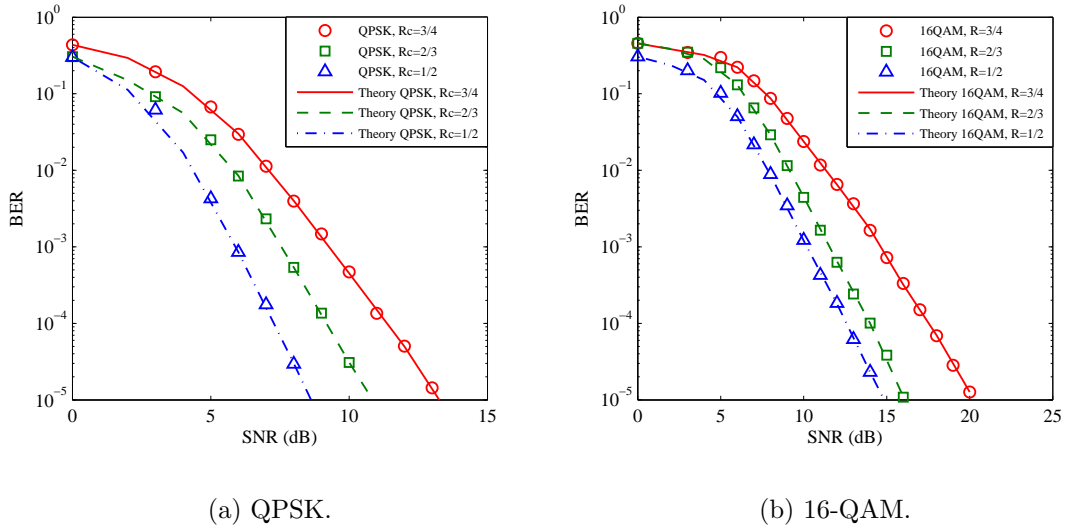 10^0
10^-1
10^-2
10^-3
10^-4
10^-5
BER
0 5 10 15
SNR (dB)
QPSK, Rc=3/4
QPSK, Rc=2/3
QPSK, Rc=1/2
Theory QPSK, Rc=3/4
Theory QPSK, Rc=2/3
Theory QPSK, Rc=1/2
(a) QPSK.
10^0
10^-1
10^-2
10^-3
10^-4
10^-5
BER
0 5 10 15 20 25
SNR (dB)
16QAM, R=3/4
16QAM, R=2/3
16QAM, R=1/2
Theory 16QAM, R=3/4
Theory 16QAM, R=2/3
Theory 16QAM, R=1/2
(b) 16-QAM.